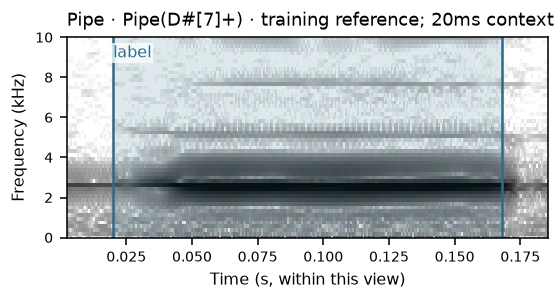 Pipe · Pipe(D#[7]+) · training reference; 20ms context
label
10
8
6
4
2
0
Frequency (kHz)
0.025 0.050 0.075 0.100 0.125 0.150 0.175
Time (s, within this view)